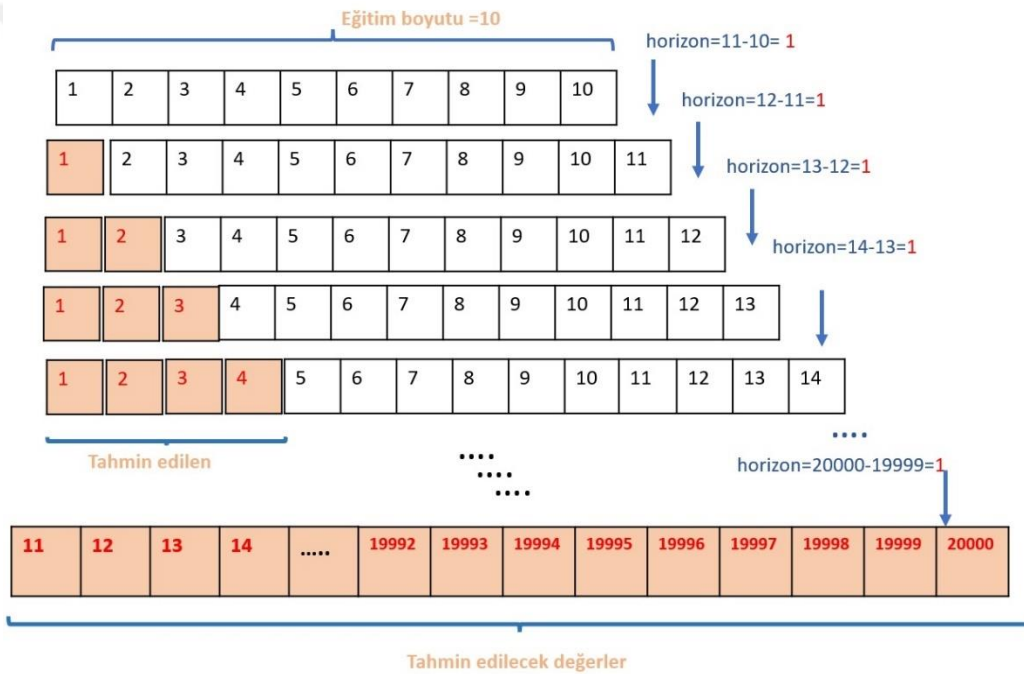 Eğitim boyutu =10
horizon=11-10= 1
1 2 3 4 5 6 7 8 9 10
horizon=12-11=1
1 2 3 4 5 6 7 8 9 10 11
horizon=13-12=1
1 2 3 4 5 6 7 8 9 10 11 12
horizon=14-13=1
1 2 3 4 5 6 7 8 9 10 11 12 13
1 2 3 4 5 6 7 8 9 10 11 12 13 14
....
Tahmin edilen
....
....
....
horizon=20000-19999=1
11 12 13 14 ..... 19992 19993 19994 19995 19996 19997 19998 19999 20000
Tahmin edilecek değerler